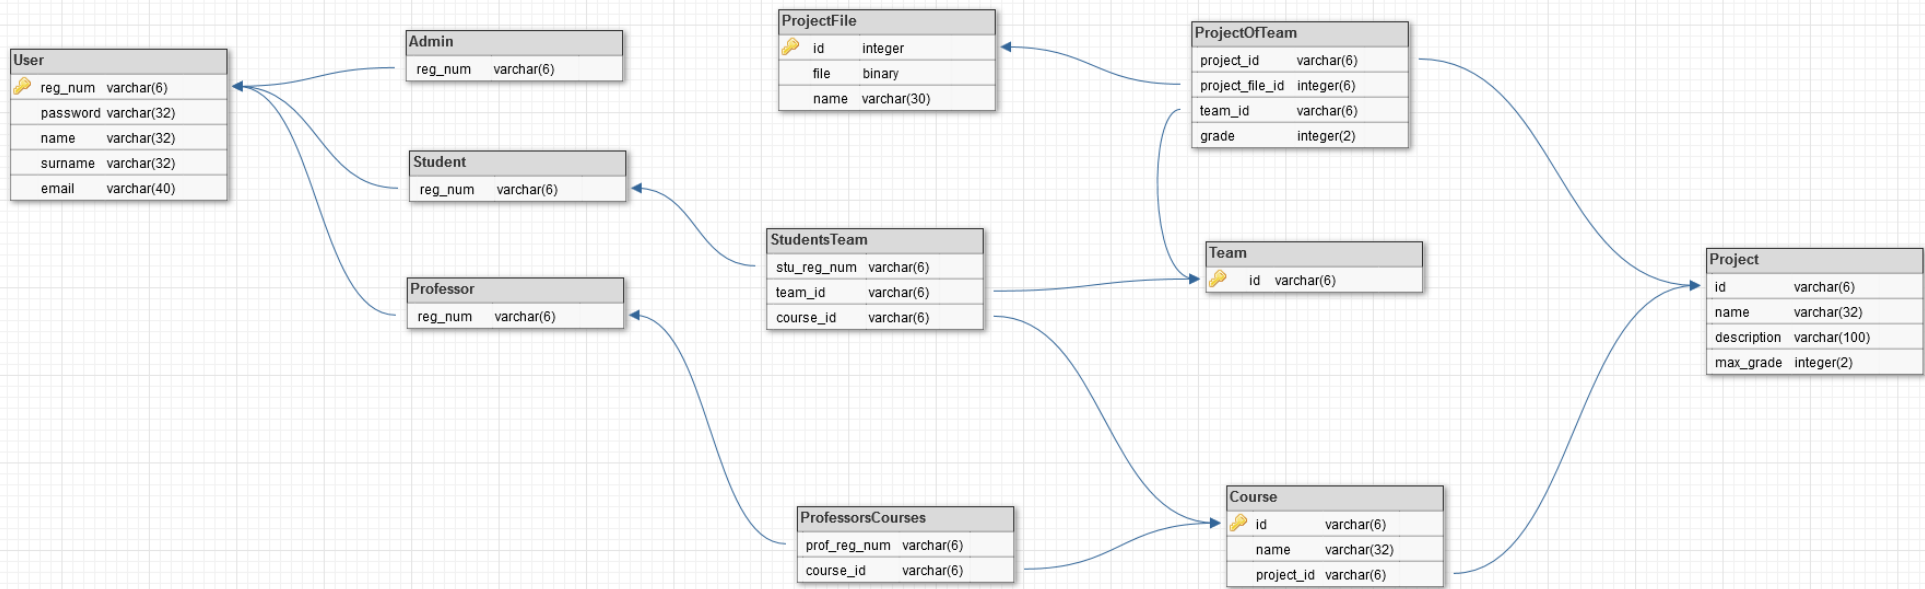 User
reg_num varchar(6)
password varchar(32)
name varchar(32)
surname varchar(32)
email varchar(40)
Admin
reg_num varchar(6)
Student
reg_num varchar(6)
Professor
reg_num varchar(6)
ProjectFile
id integer
file binary
name varchar(30)
StudentsTeam
stu_reg_num varchar(6)
team_id varchar(6)
course_id varchar(6)
ProfessorsCourses
prof_reg_num varchar(6)
course_id varchar(6)
ProjectOfTeam
project_id varchar(6)
project_file_id integer(6)
team_id varchar(6)
grade integer(2)
Team
id varchar(6)
Course
id varchar(6)
name varchar(32)
project_id varchar(6)
Project
id varchar(6)
name varchar(32)
description varchar(100)
max_grade integer(2)